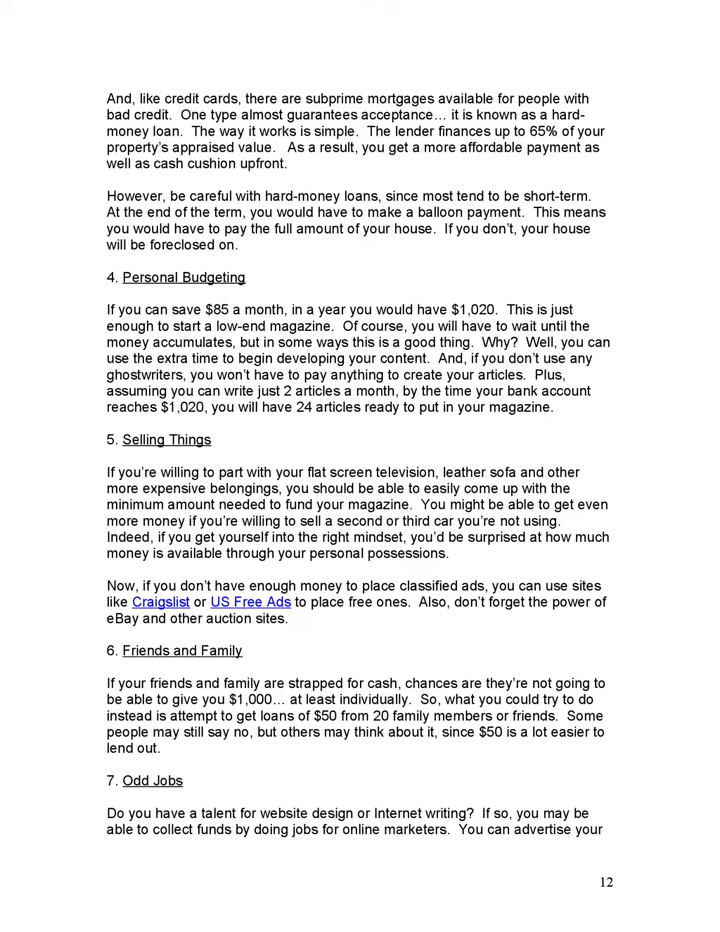 And, like credit cards, there are subprime mortgages available for people with
bad credit.  One type almost guarantees acceptance… it is known as a hard-
money loan.  The way it works is simple.  The lender finances up to 65% of your
property’s appraised value.   As a result, you get a more affordable payment as
well as cash cushion upfront.

However, be careful with hard-money loans, since most tend to be short-term.
At the end of the term, you would have to make a balloon payment.  This means
you would have to pay the full amount of your house.  If you don’t, your house
will be foreclosed on.

4. Personal Budgeting

If you can save $85 a month, in a year you would have $1,020.  This is just
enough to start a low-end magazine.  Of course, you will have to wait until the
money accumulates, but in some ways this is a good thing.  Why?  Well, you can
use the extra time to begin developing your content.  And, if you don’t use any
ghostwriters, you won’t have to pay anything to create your articles.  Plus,
assuming you can write just 2 articles a month, by the time your bank account
reaches $1,020, you will have 24 articles ready to put in your magazine.

5. Selling Things

If you’re willing to part with your flat screen television, leather sofa and other
more expensive belongings, you should be able to easily come up with the
minimum amount needed to fund your magazine.  You might be able to get even
more money if you’re willing to sell a second or third car you’re not using.
Indeed, if you get yourself into the right mindset, you’d be surprised at how much
money is available through your personal possessions.

Now, if you don’t have enough money to place classified ads, you can use sites
like Craigslist or US Free Ads to place free ones.  Also, don’t forget the power of
eBay and other auction sites.

6. Friends and Family

If your friends and family are strapped for cash, chances are they’re not going to
be able to give you $1,000… at least individually.  So, what you could try to do
instead is attempt to get loans of $50 from 20 family members or friends.  Some
people may still say no, but others may think about it, since $50 is a lot easier to
lend out.

7. Odd Jobs

Do you have a talent for website design or Internet writing?  If so, you may be
able to collect funds by doing jobs for online marketers.  You can advertise your

12